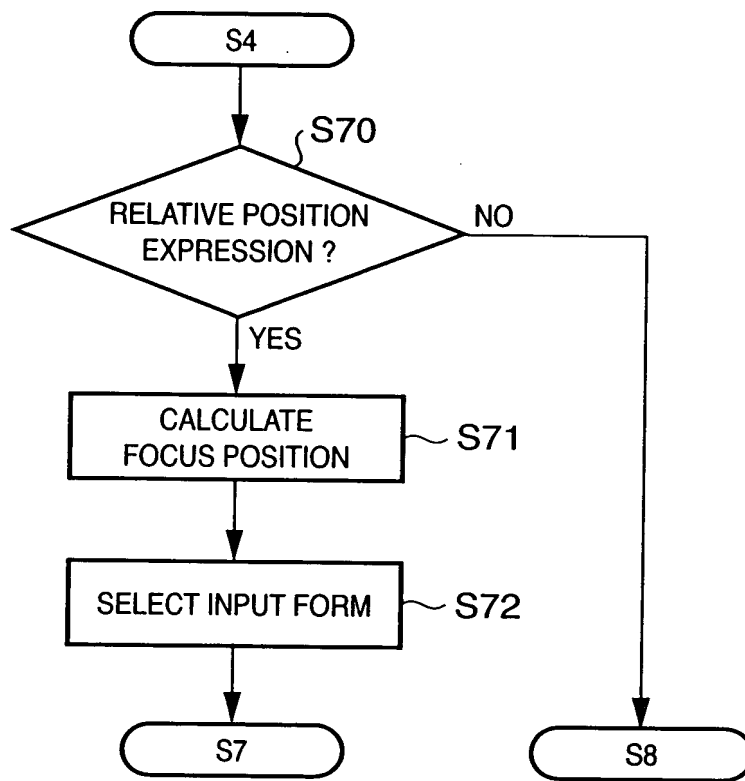 S4
S70
RELATIVE POSITION
EXPRESSION ?
NO
YES
CALCULATE
FOCUS POSITION
S71
SELECT INPUT FORM
S72
S7
S8